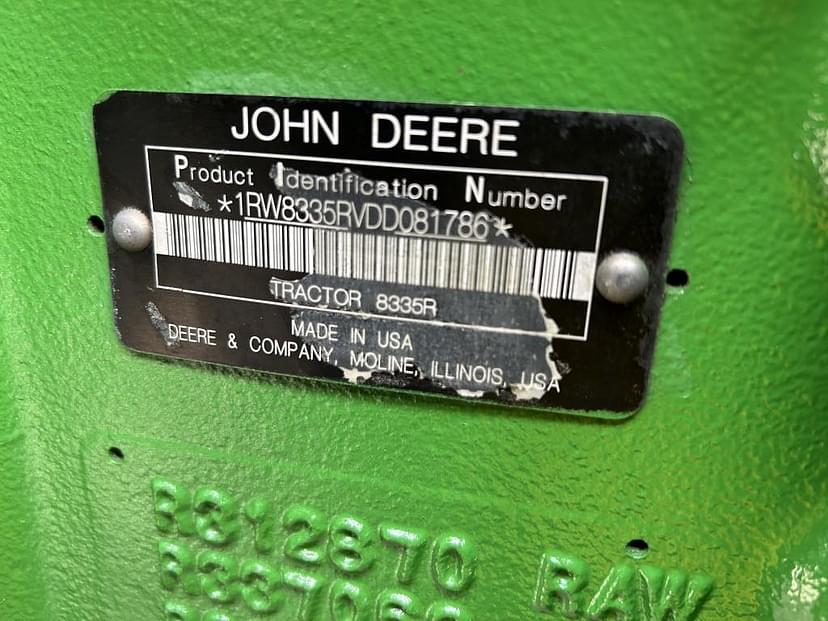 JOHN DEERE
Product Identification Number
*1RW8335RVDD081786*
TRACTOR 8335R
MADE IN USA
DEERE & COMPANY, MOLINE, ILLINOIS, USA
R312870
RAW